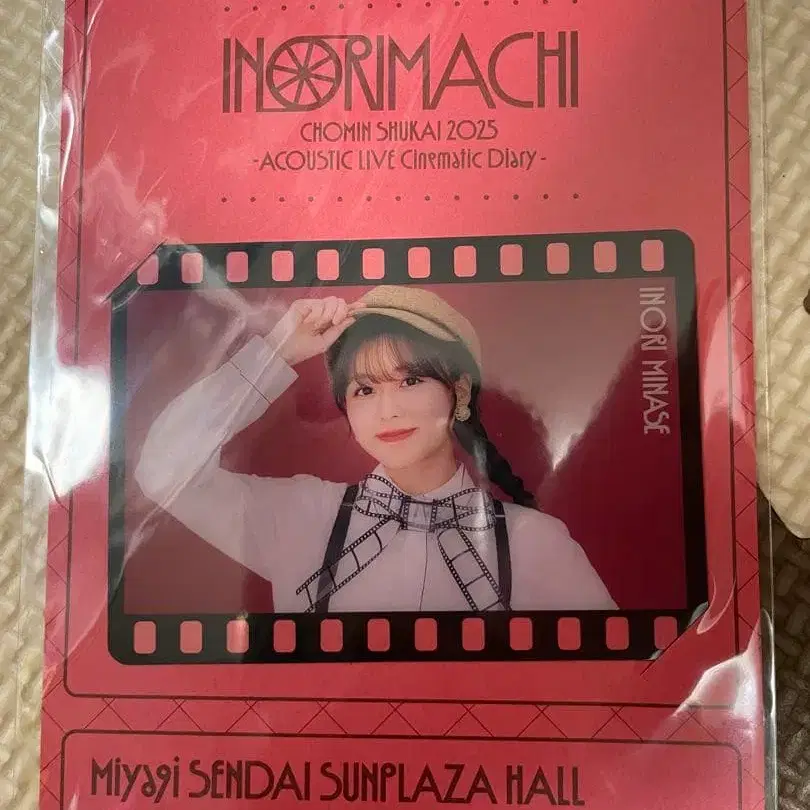 INORIMACHI
CHOMIN SHUKAI 2025
-ACOUSTIC LIVE Cinematic Diary-
INORI MINASE
Miyagi SENDAI SUNPLAZA HALL